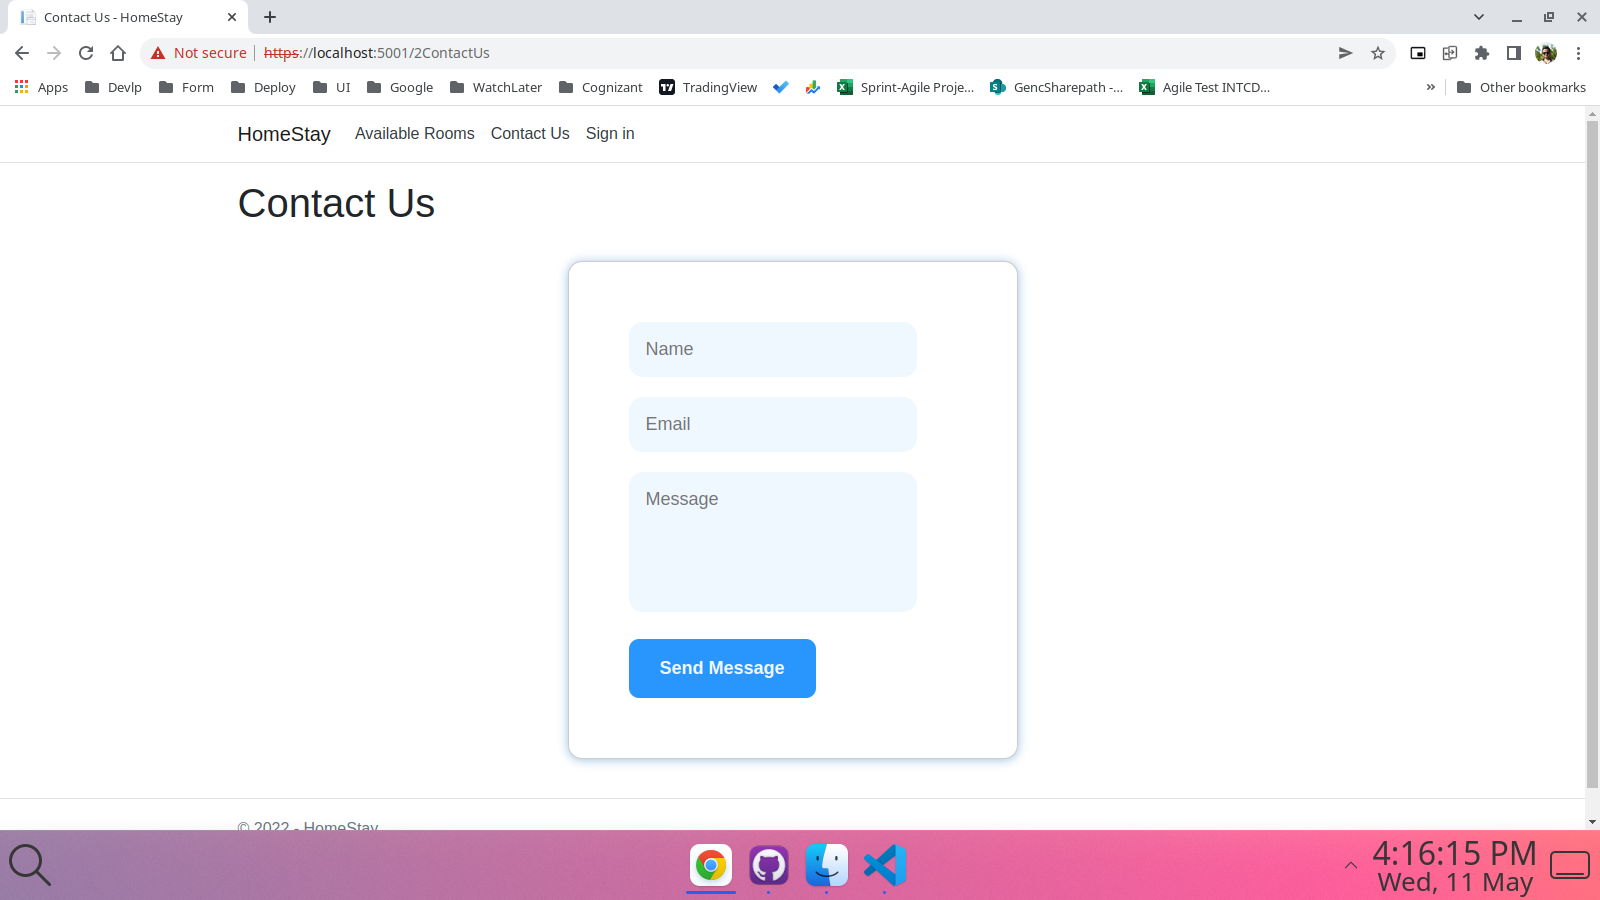 Contact Us - HomeStay
Not secure https://localhost:5001/2ContactUs
Apps Devlp Form Deploy UI Google WatchLater Cognizant TradingView Sprint-Agile Proje... GencSharepath -... Agile Test INTCD... » Other bookmarks
HomeStay Available Rooms Contact Us Sign in
Contact Us
Name
Email
Message
Send Message
© 2022 - HomeStay
4:16:15 PM
Wed, 11 May